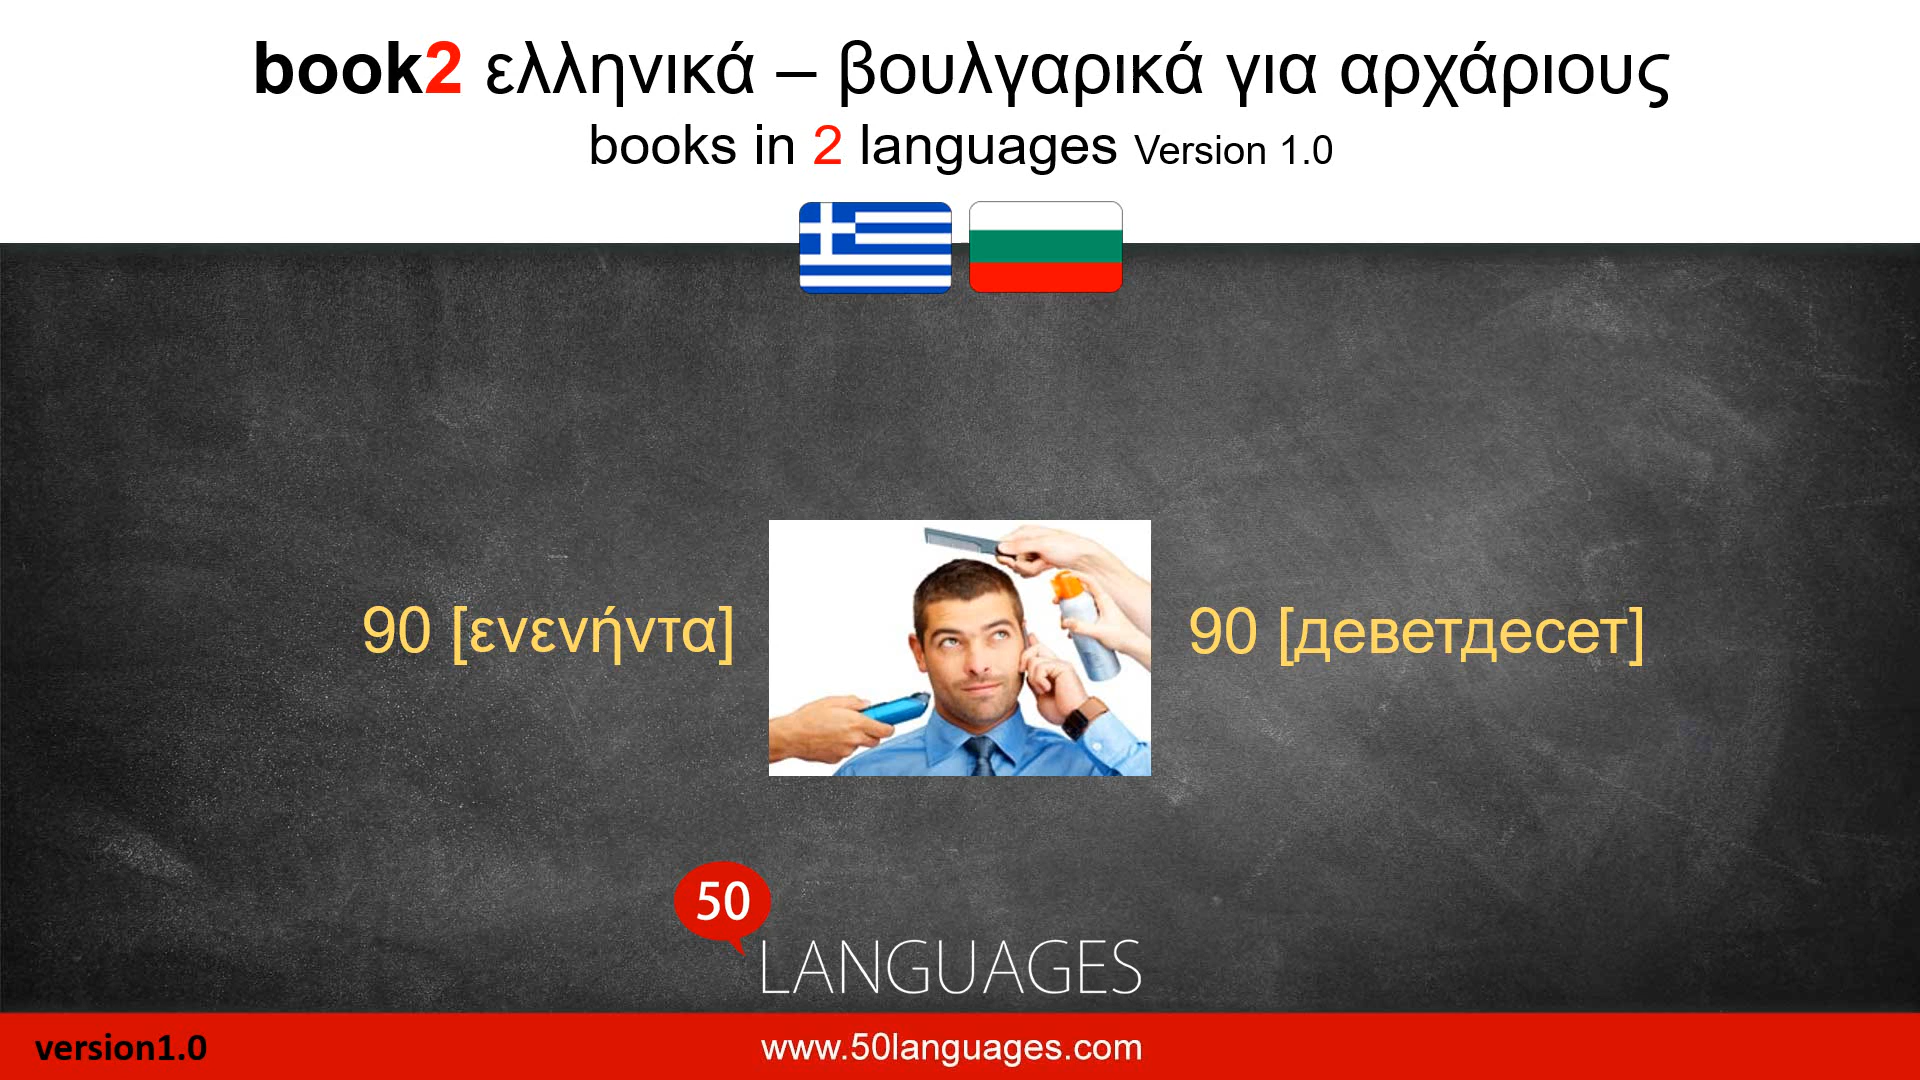 book2 ελληνικά – βουλγαρικά για αρχάριους
books in 2 languages Version 1.0
90 [ενενήντα]
90 [деветдесет]
50
LANGUAGES
version1.0
www.50languages.com